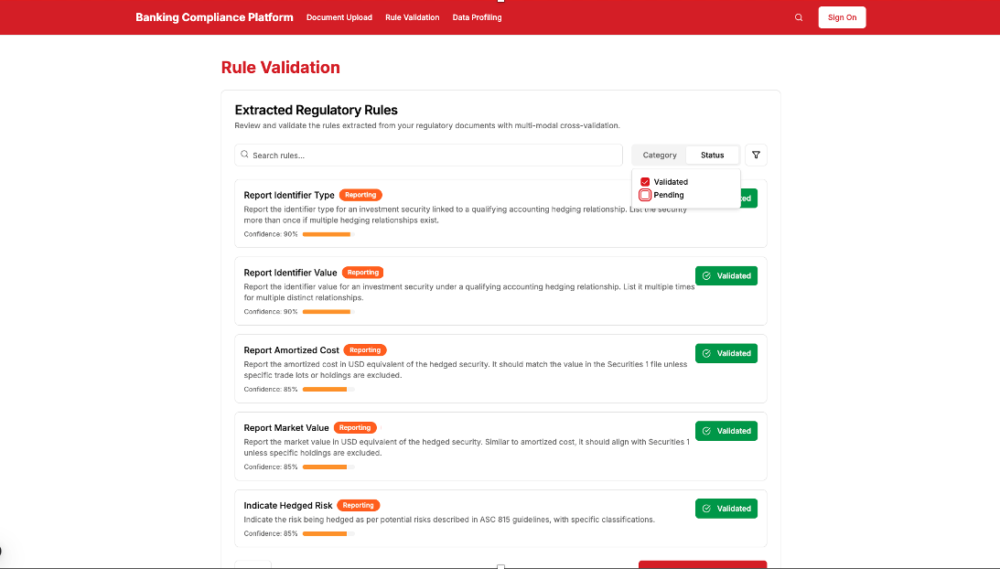 Banking Compliance Platform Document Upload Rule Validation Data Profiling Sign On
Rule Validation
Extracted Regulatory Rules
Review and validate the rules extracted from your regulatory documents with multi-modal cross-validation.
Search rules... Category Status
Validated
Pending
Report Identifier Type Reporting
Report the identifier type for an investment security linked to a qualifying accounting hedging relationship. List the security
more than once if multiple hedging relationships exist.
Confidence: 90%
Report Identifier Value Reporting Validated
Report the identifier value for an investment security under a qualifying accounting hedging relationship. List it multiple times
for multiple distinct relationships.
Confidence: 90%
Report Amortized Cost Reporting Validated
Report the amortized cost in USD equivalent of the hedged security. It should match the value in the Securities 1 file unless
specific trade lots or holdings are excluded.
Confidence: 85%
Report Market Value Reporting Validated
Report the market value in USD equivalent of the hedged security. Similar to amortized cost, it should align with Securities 1
unless specific holdings are excluded.
Confidence: 85%
Indicate Hedged Risk Reporting Validated
Indicate the risk being hedged as per potential risks described in ASC 815 guidelines, with specific classifications.
Confidence: 85%